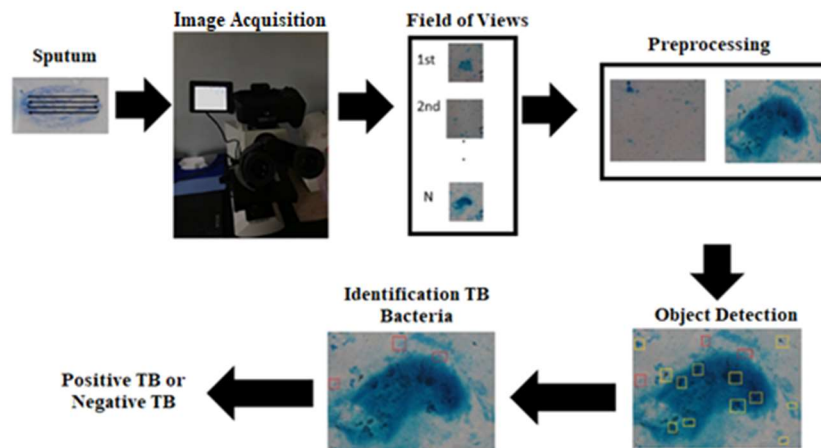 Sputum
Image Acquisition
Field of Views
1st
2nd
N
Preprocessing
Object Detection
Identification TB
Bacteria
Positive TB or
Negative TB